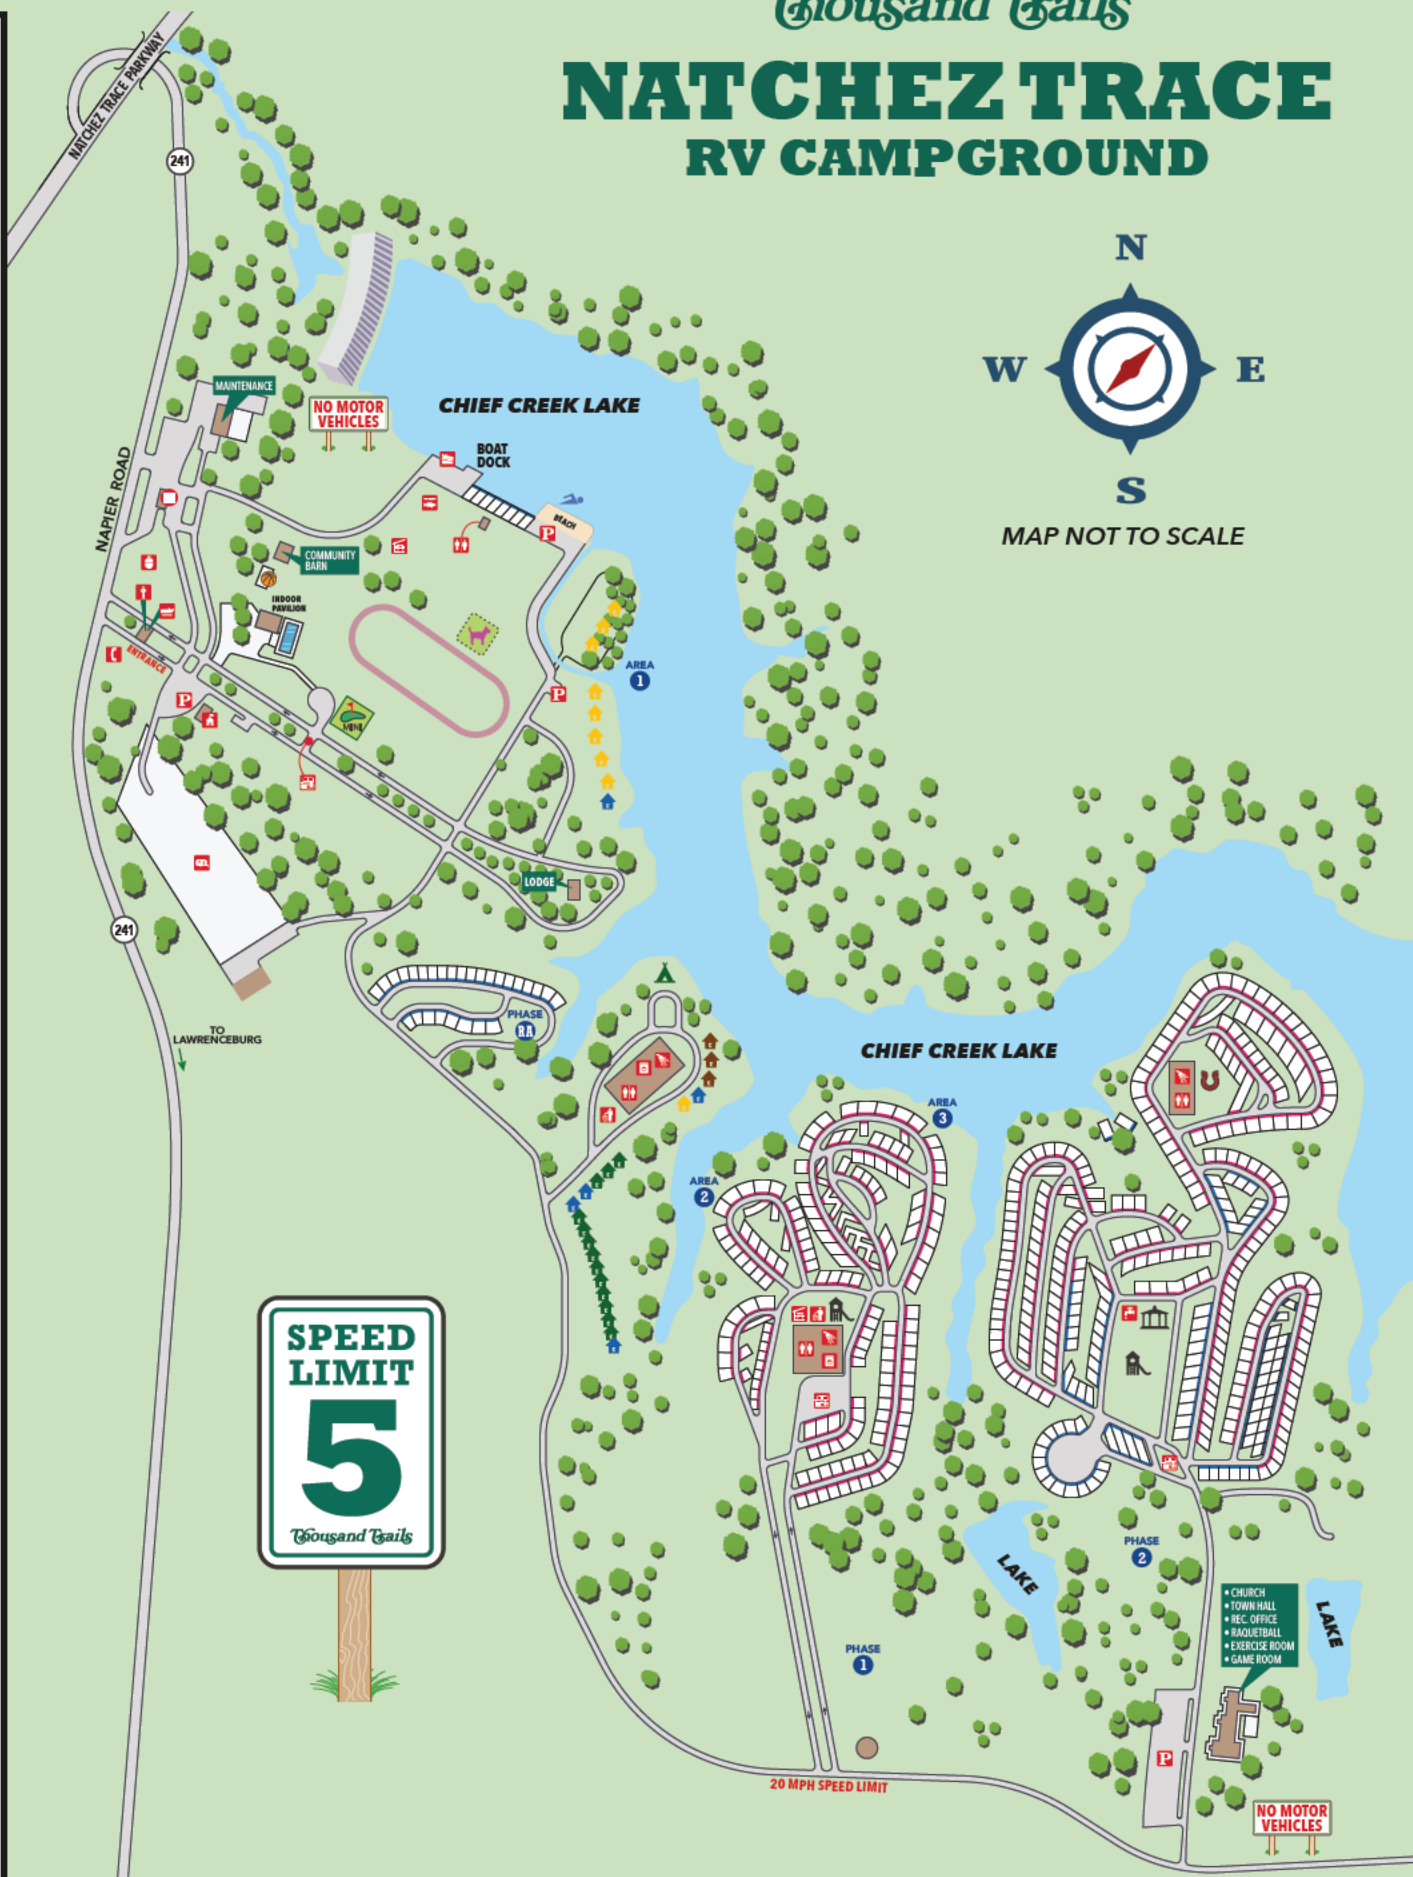 Thousand Trails
NATCHEZ TRACE
RV CAMPGROUND
N
W
E
S
MAP NOT TO SCALE
NATCHEZ TRACE PARKWAY
241
MAINTENANCE
NO MOTOR
VEHICLES
CHIEF CREEK LAKE
BOAT
DOCK
BEACH
P
NAPIER ROAD
COMMUNITY
BARN
INDOOR
PAVILION
ENTRANCE
AREA
1
P
P
MINI
LODGE
241
TO
LAWRENCEBURG
PHASE
RA
CHIEF CREEK LAKE
AREA
3
AREA
2
SPEED
LIMIT
5
Thousand Trails
LAKE
PHASE
2
• CHURCH
• TOWN HALL
• REC. OFFICE
• RAQUETBALL
• EXERCISE ROOM
• GAME ROOM
LAKE
PHASE
1
P
20 MPH SPEED LIMIT
NO MOTOR
VEHICLES